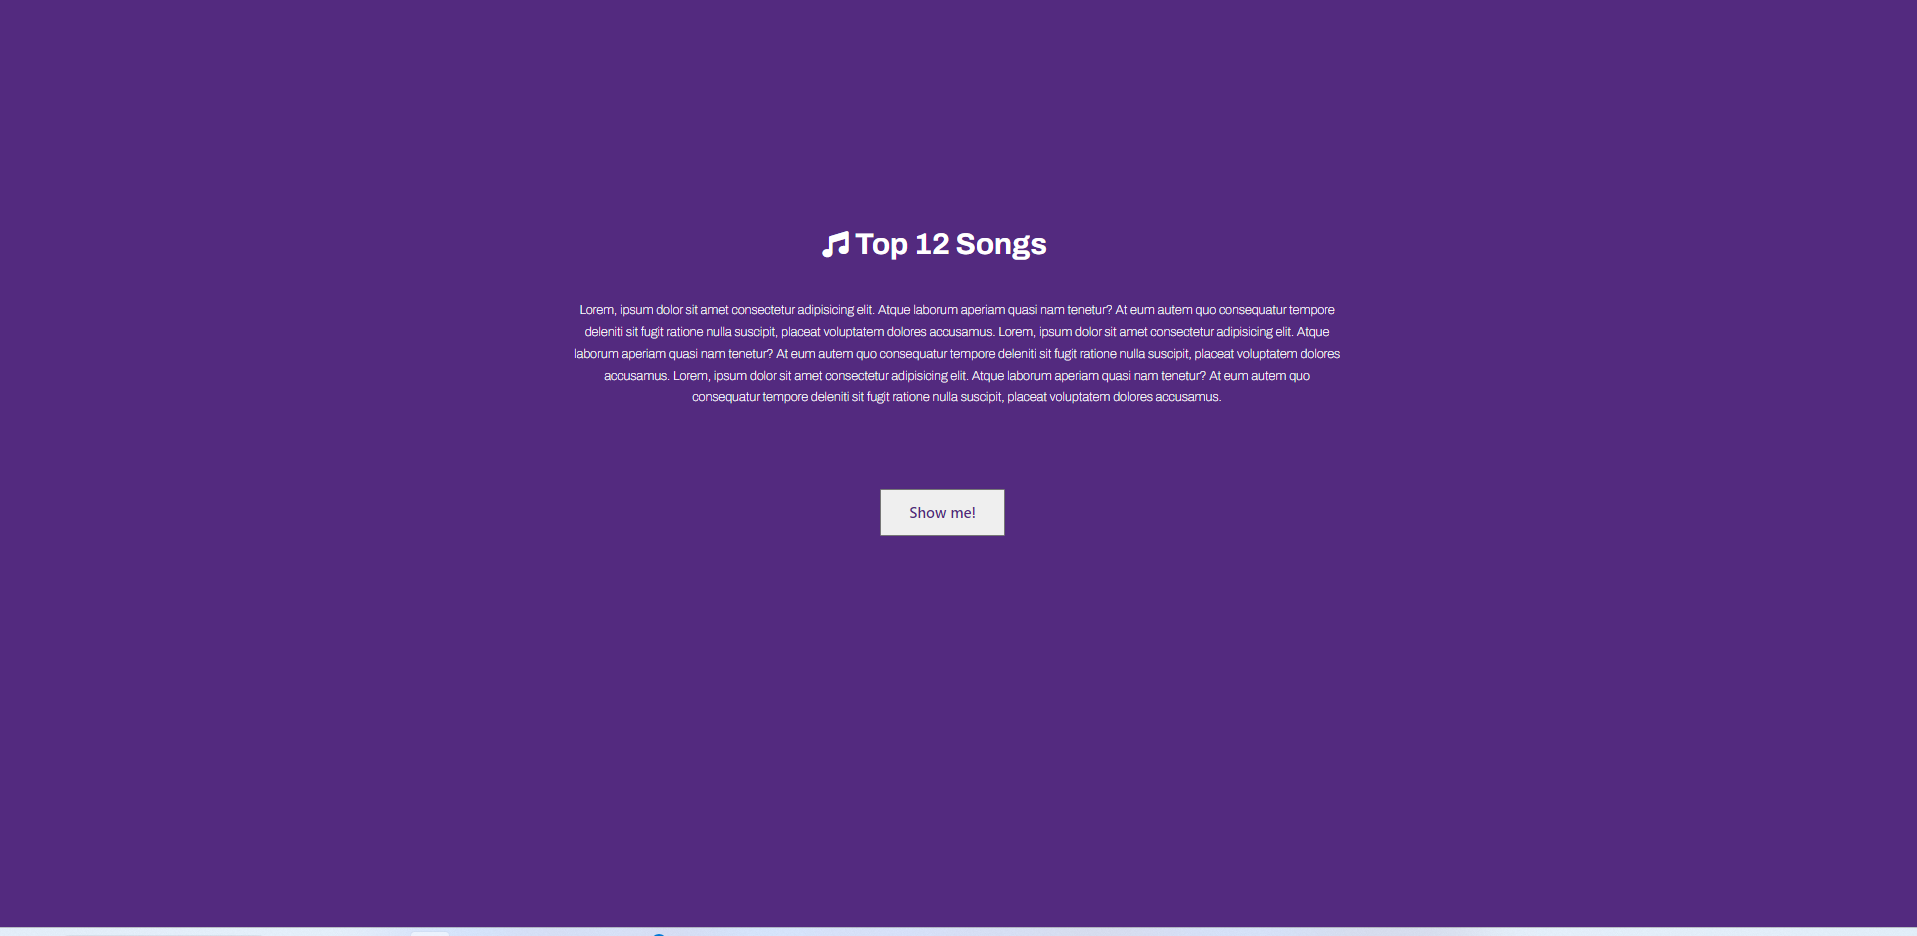 Top 12 Songs
Lorem, ipsum dolor sit amet consectetur adipisicing elit. Atque laborum aperiam quasi nam tenetur? At eum autem quo consequatur tempore
deleniti sit fugit ratione nulla suscipit, placeat voluptatem dolores accusamus. Lorem, ipsum dolor sit amet consectetur adipisicing elit. Atque
laborum aperiam quasi nam tenetur? At eum autem quo consequatur tempore deleniti sit fugit ratione nulla suscipit, placeat voluptatem dolores
accusamus. Lorem, ipsum dolor sit amet consectetur adipisicing elit. Atque laborum aperiam quasi nam tenetur? At eum autem quo
consequatur tempore deleniti sit fugit ratione nulla suscipit, placeat voluptatem dolores accusamus.
Show me!